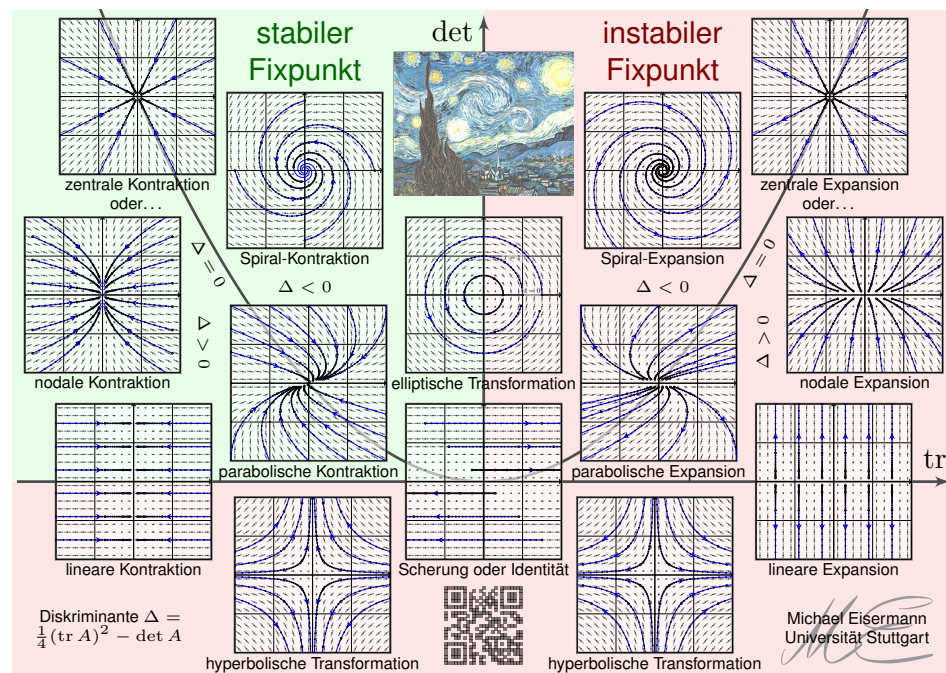 stabiler
Fixpunkt
det
instabiler
Fixpunkt
zentrale Kontraktion
oder...
zentrale Expansion
oder...
Spiral-Kontraktion
Spiral-Expansion
Δ = 0
Δ < 0
Δ < 0
Δ = 0
Δ > 0
Δ > 0
nodale Kontraktion
elliptische Transformation
nodale Expansion
parabolische Kontraktion
parabolische Expansion
tr
lineare Kontraktion
Scherung oder Identität
lineare Expansion
Diskriminante Δ =
¼(tr A)² − det A
hyperbolische Transformation
hyperbolische Transformation
ME
Michael Eisermann
Universität Stuttgart